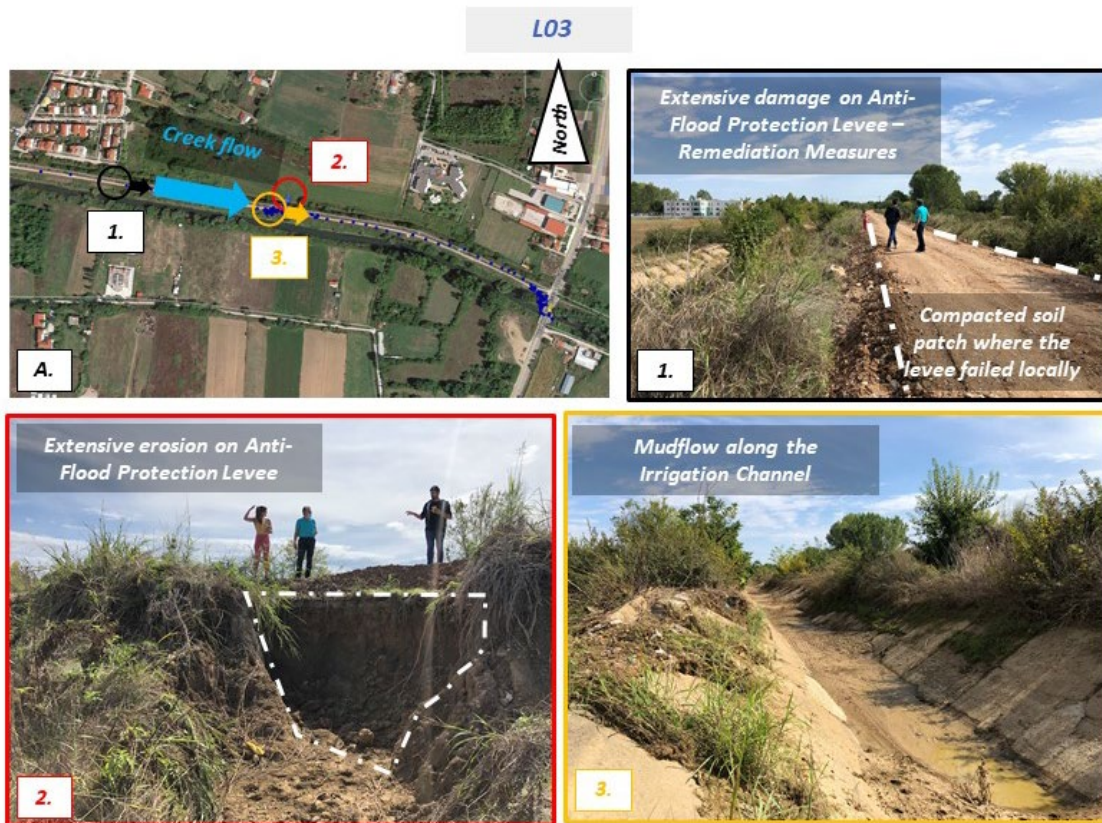 L03
Creek flow
North
1.
2.
3.
A.
Extensive damage on Anti-
Flood Protection Levee –
Remediation Measures
Compacted soil
patch where the
levee failed locally
1.
Extensive erosion on Anti-
Flood Protection Levee
2.
Mudflow along the
Irrigation Channel
3.